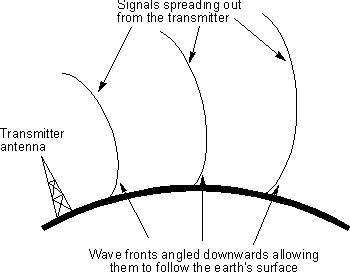 Signals spreading out
from the transmitter
Transmitter
antenna
Wave fronts angled downwards allowing
them to follow the earth's surface